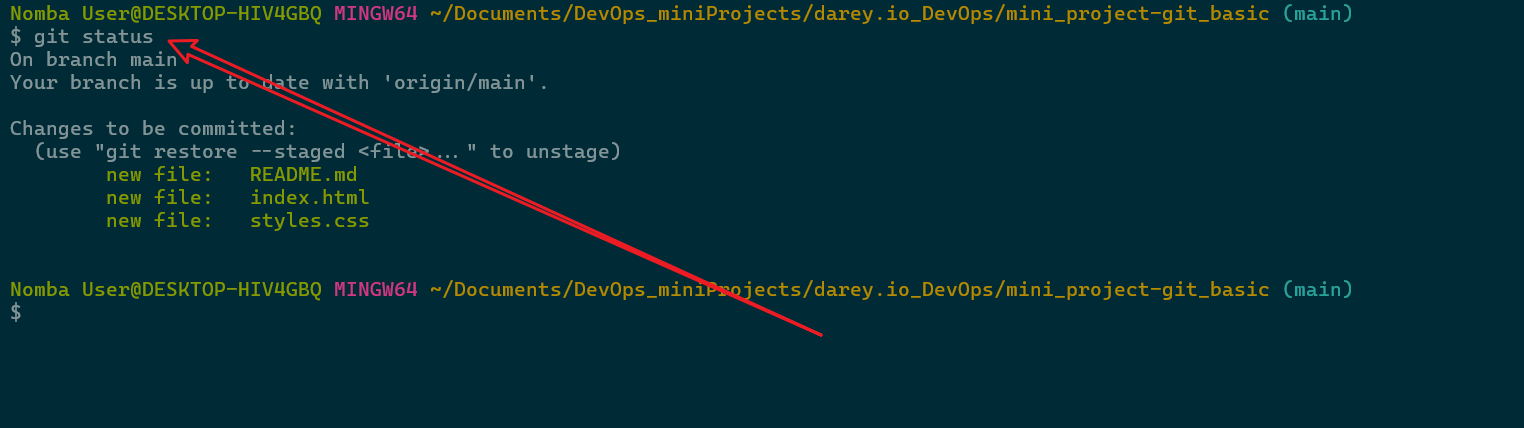 Nomba User@DESKTOP-HIV4GBQ MINGW64 ~/Documents/DevOps_miniProjects/darey.io_DevOps/mini_project-git_basic (main)
$ git status
On branch main
Your branch is up to date with 'origin/main'.
Changes to be committed:
  (use "git restore --staged <file>..." to unstage)
        new file:   README.md
        new file:   index.html
        new file:   styles.css
Nomba User@DESKTOP-HIV4GBQ MINGW64 ~/Documents/DevOps_miniProjects/darey.io_DevOps/mini_project-git_basic (main)
$